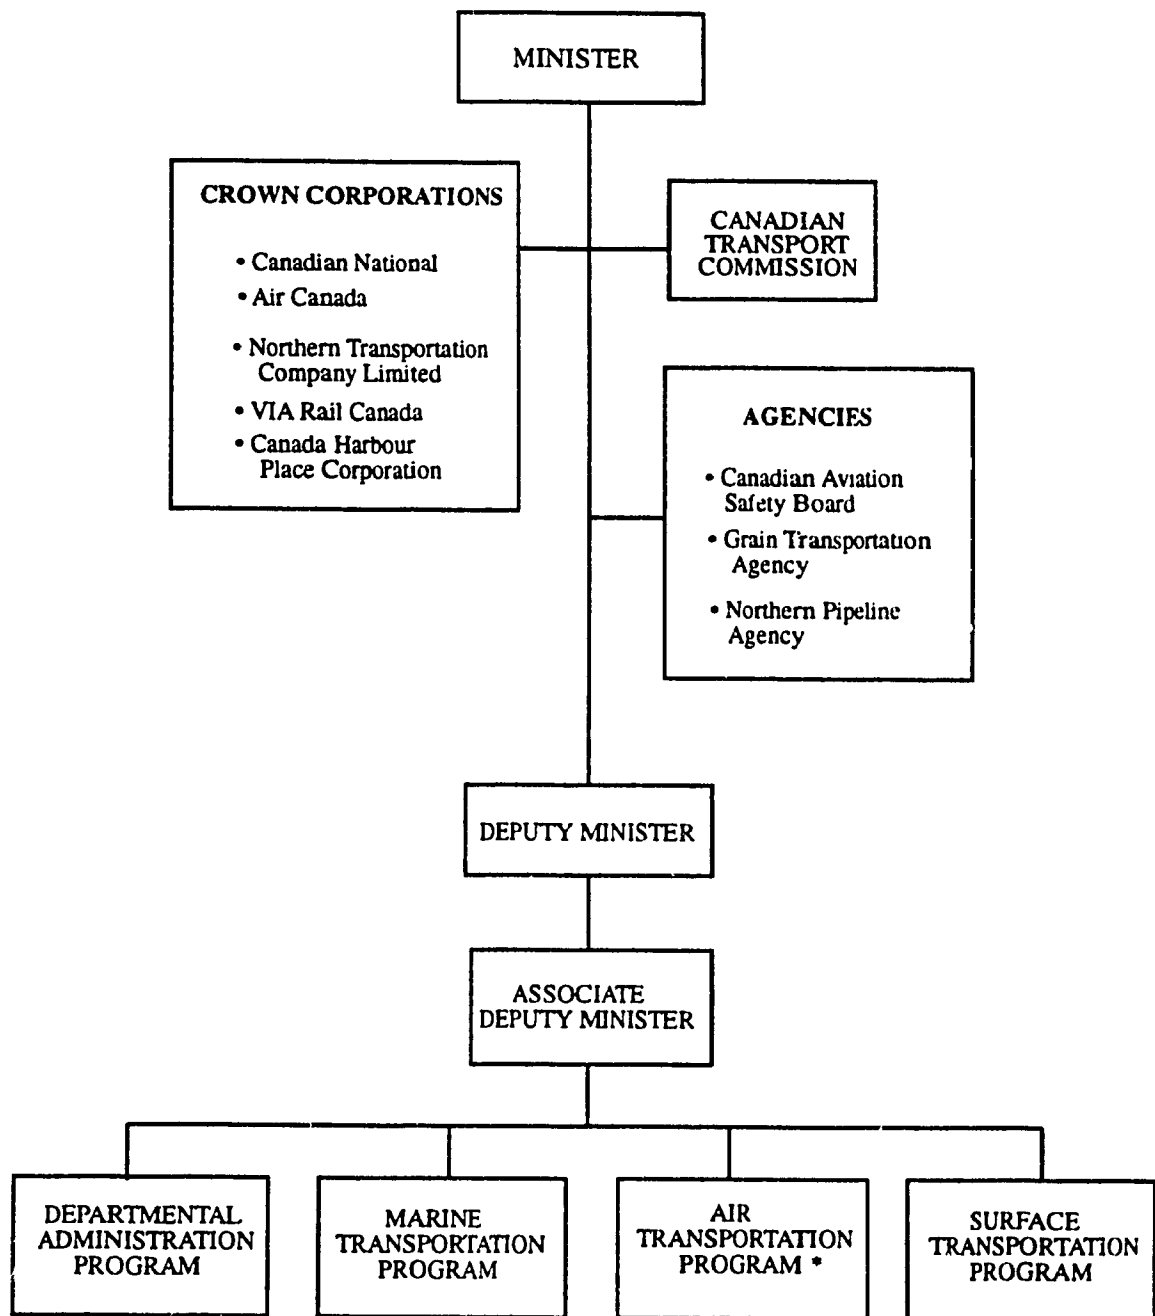 MINISTER
CROWN CORPORATIONS
• Canadian National
• Air Canada
• Northern Transportation
Company Limited
• VIA Rail Canada
• Canada Harbour
Place Corporation
CANADIAN
TRANSPORT
COMMISSION
AGENCIES
• Canadian Aviation
Safety Board
• Grain Transportation
Agency
• Northern Pipeline
Agency
DEPUTY MINISTER
ASSOCIATE
DEPUTY MINISTER
DEPARTMENTAL
ADMINISTRATION
PROGRAM
MARINE
TRANSPORTATION
PROGRAM
AIR
TRANSPORTATION
PROGRAM *
SURFACE
TRANSPORTATION
PROGRAM